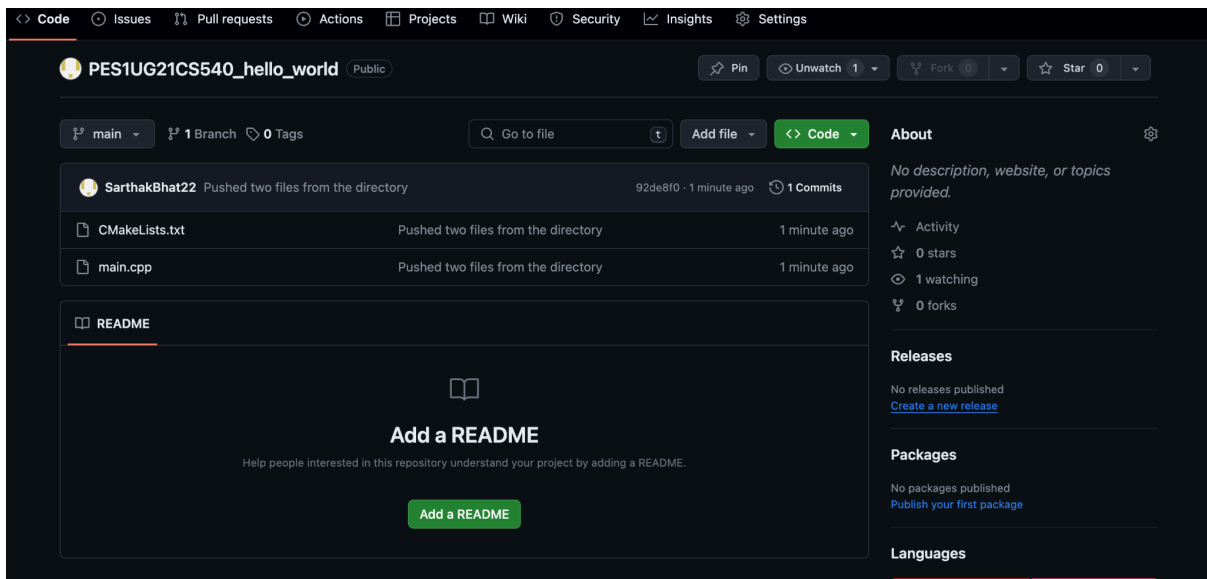 <> Code Issues Pull requests Actions Projects Wiki Security Insights Settings
PES1UG21CS540_hello_world Public Pin Unwatch 1 Fork 0 Star 0
main 1 Branch 0 Tags Go to file t Add file <> Code
SarthakBhat22 Pushed two files from the directory 92de8f0 · 1 minute ago 1 Commits
CMakeLists.txt Pushed two files from the directory 1 minute ago
main.cpp Pushed two files from the directory 1 minute ago
README
Add a README
Help people interested in this repository understand your project by adding a README.
Add a README
About
No description, website, or topics
provided.
Activity
0 stars
1 watching
0 forks
Releases
No releases published
Create a new release
Packages
No packages published
Publish your first package
Languages